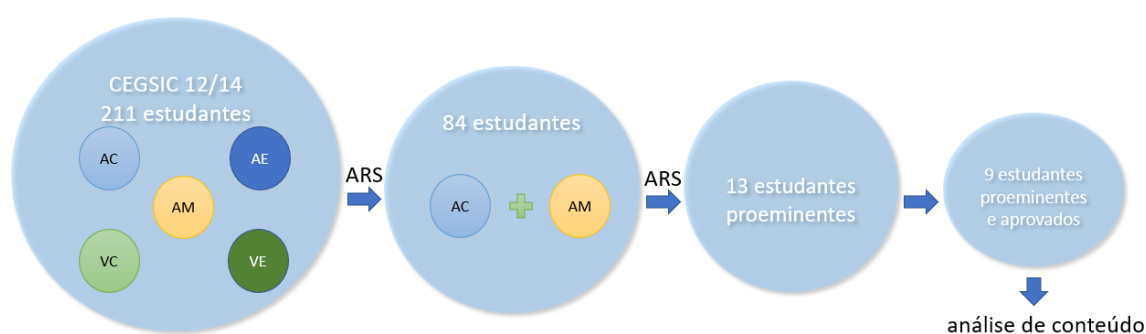 CEGSIC 12/14
211 estudantes
AC
AE
AM
VC
VE
ARS
84 estudantes
AC
AM
ARS
13 estudantes
proeminentes
9 estudantes
proeminentes
e aprovados
análise de conteúdo